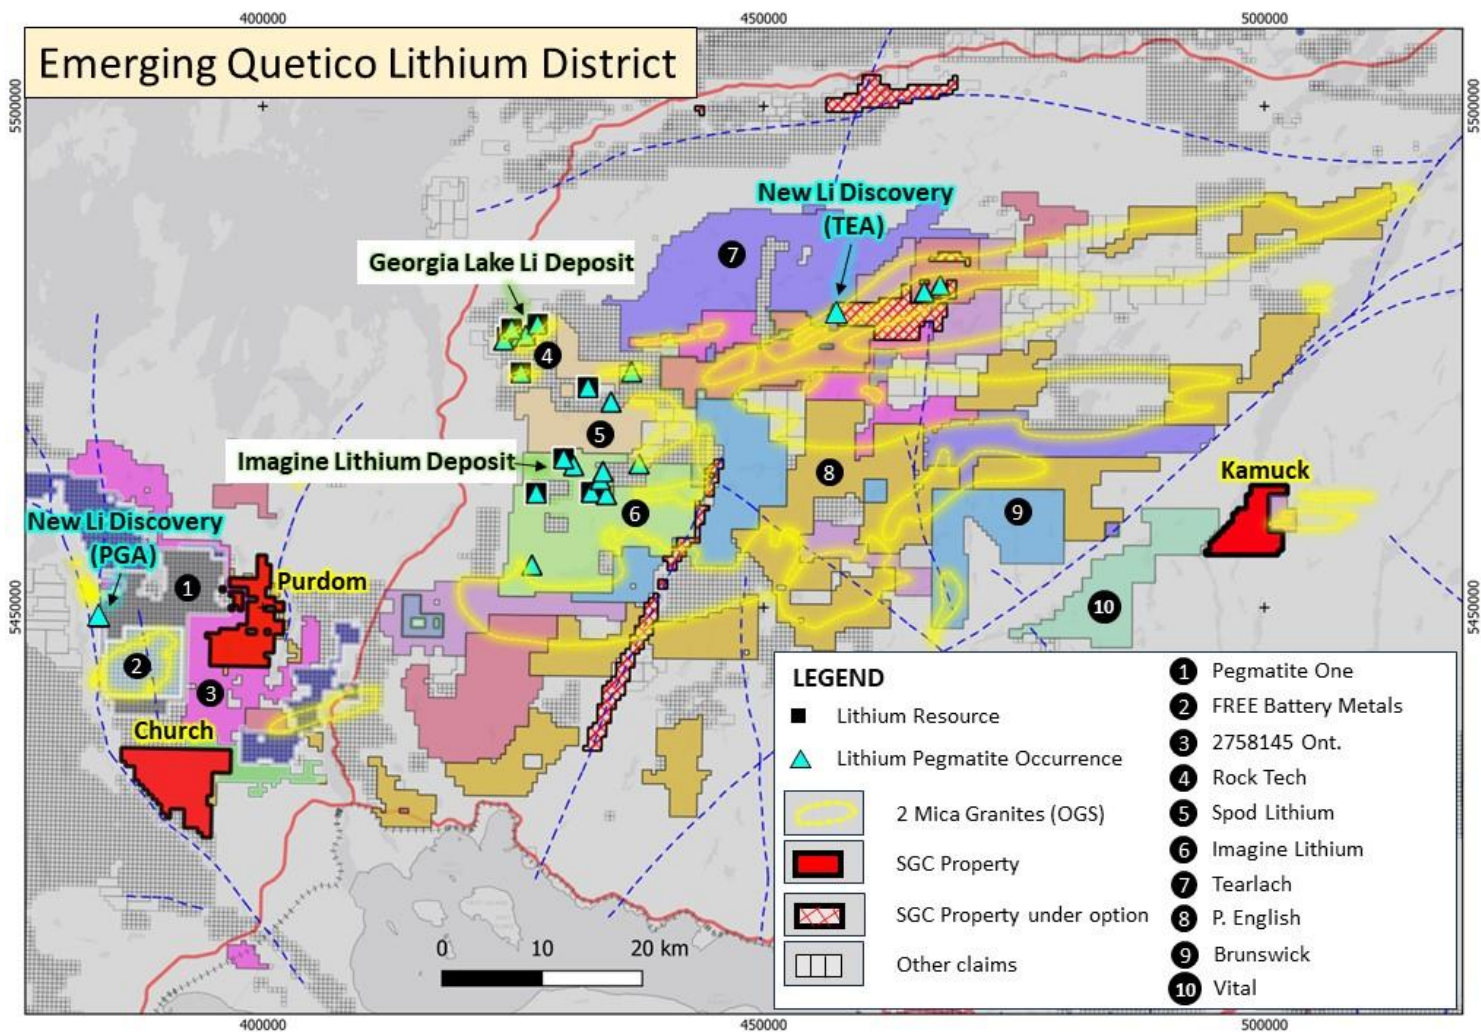 400000
450000
500000
Emerging Quetico Lithium District
5500000
5500000
New Li Discovery
(TEA)
7
Georgia Lake Li Deposit
4
5
Imagine Lithium Deposit
8
Kamuck
6
9
New Li Discovery
(PGA)
1
Purdom
5450000
5450000
10
2
3
Church
LEGEND
Lithium Resource
Lithium Pegmatite Occurrence
2 Mica Granites (OGS)
SGC Property
SGC Property under option
Other claims
1 Pegmatite One
2 FREE Battery Metals
3 2758145 Ont.
4 Rock Tech
5 Spod Lithium
6 Imagine Lithium
7 Tearlach
8 P. English
9 Brunswick
10 Vital
0 10 20 km
400000
450000
500000